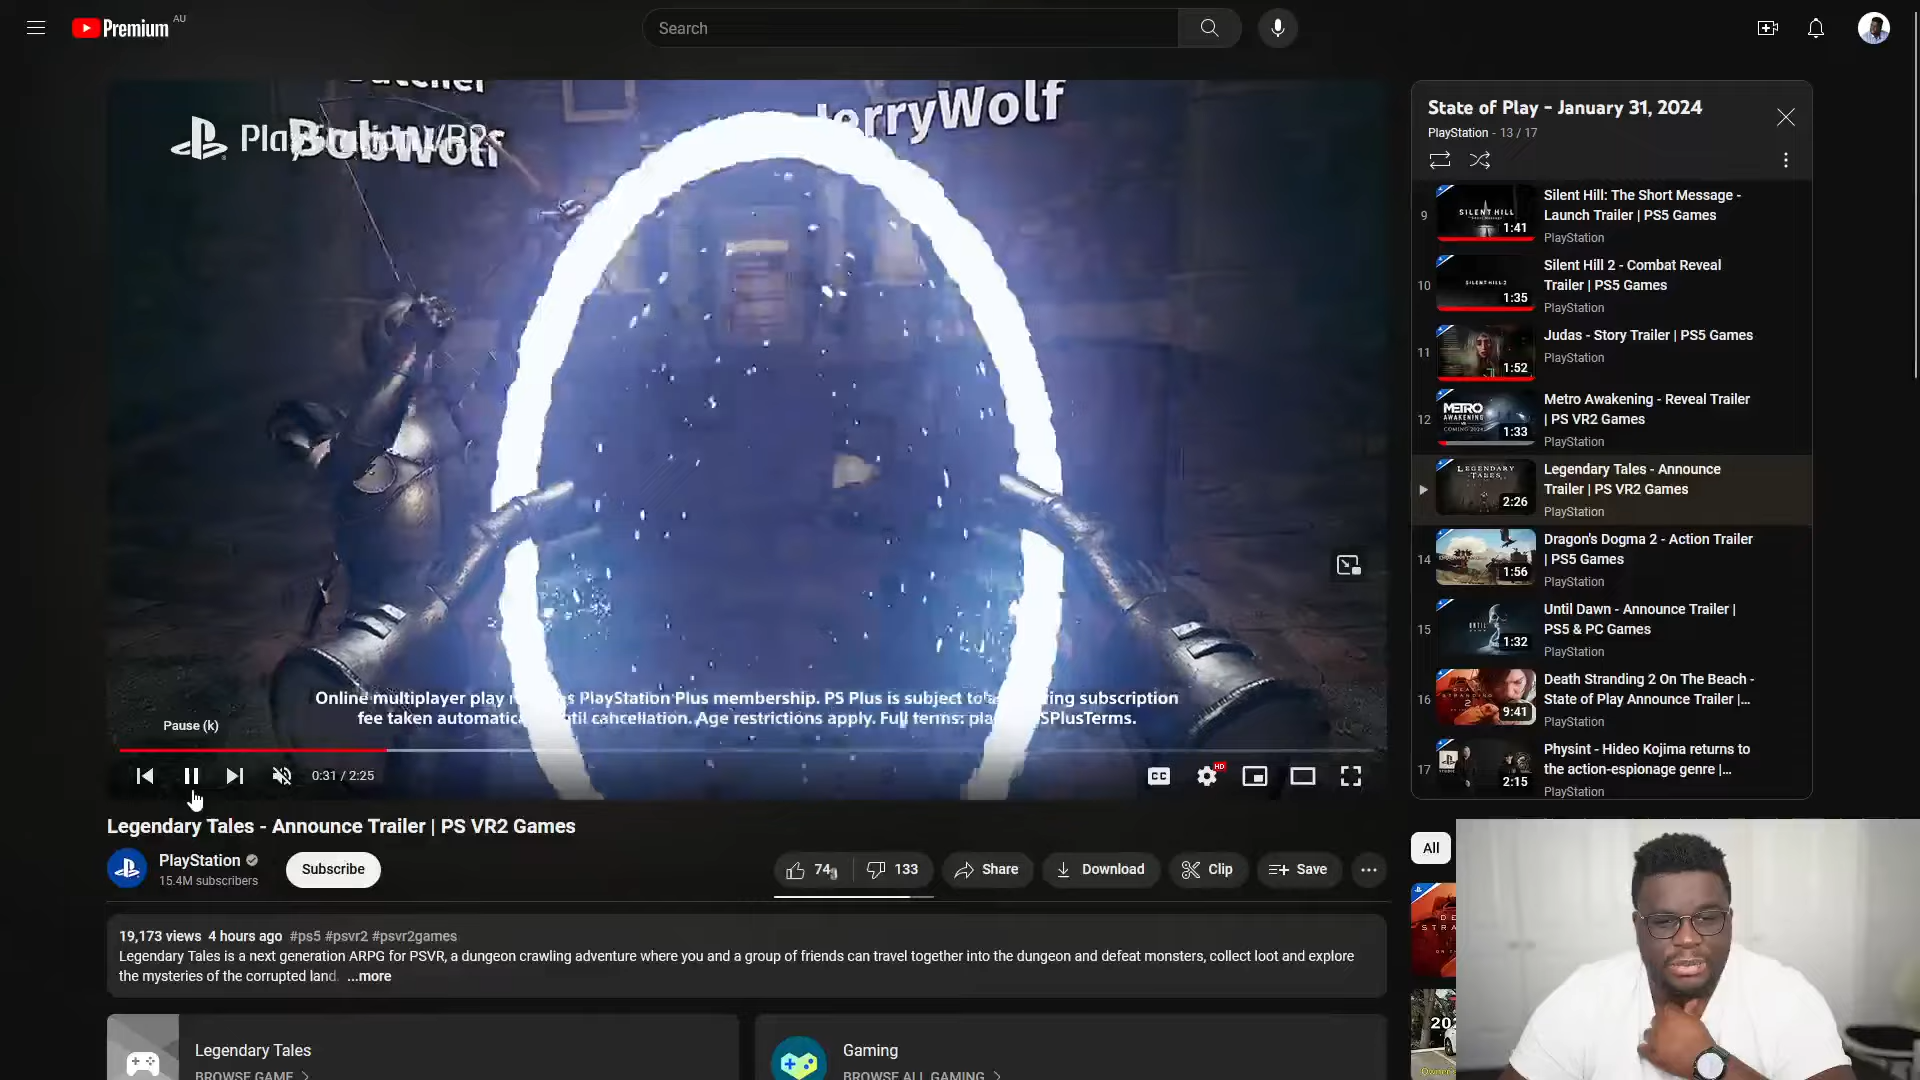 Premium
AU
Search
BobWolf
JerryWolf
Online multiplayer play PlayStation Plus membership. PS Plus is subject to subscription
fee taken cancellation. Age restrictions apply. Full terms:
Pause (k)
0:31 / 2:25
CC
HD
Legendary Tales - Announce Trailer | PS VR2 Games
PlayStation
15.4M subscribers
Subscribe
133
Share
Download
Clip
Save
19,173 views 4 hours ago #ps5 #psvr2 #psvr2games
Legendary Tales is a next generation ARPG for PSVR, a dungeon crawling adventure where you and a group of friends can travel together into the dungeon and defeat monsters, collect loot and explore
the mysteries of the corrupted land. ...more
Legendary Tales
BROWSE GAME
Gaming
BROWSE ALL GAMING
State of Play - January 31, 2024
PlayStation - 13 / 17
9
SILENT HILL
1:41
Silent Hill: The Short Message -
Launch Trailer | PS5 Games
PlayStation
10
SILENT HILL 2
1:35
Silent Hill 2 - Combat Reveal
Trailer | PS5 Games
PlayStation
11
1:52
Judas - Story Trailer | PS5 Games
PlayStation
12
METRO
AWAKENING
1:33
Metro Awakening - Reveal Trailer
| PS VR2 Games
PlayStation
LEGENDARY
TALES
2:26
Legendary Tales - Announce
Trailer | PS VR2 Games
PlayStation
14
1:56
Dragon's Dogma 2 - Action Trailer
| PS5 Games
PlayStation
15
1:32
Until Dawn - Announce Trailer |
PS5 & PC Games
PlayStation
16
9:41
Death Stranding 2 On The Beach -
State of Play Announce Trailer |...
PlayStation
17
2:15
Physint - Hideo Kojima returns to
the action-espionage genre |...
PlayStation
All